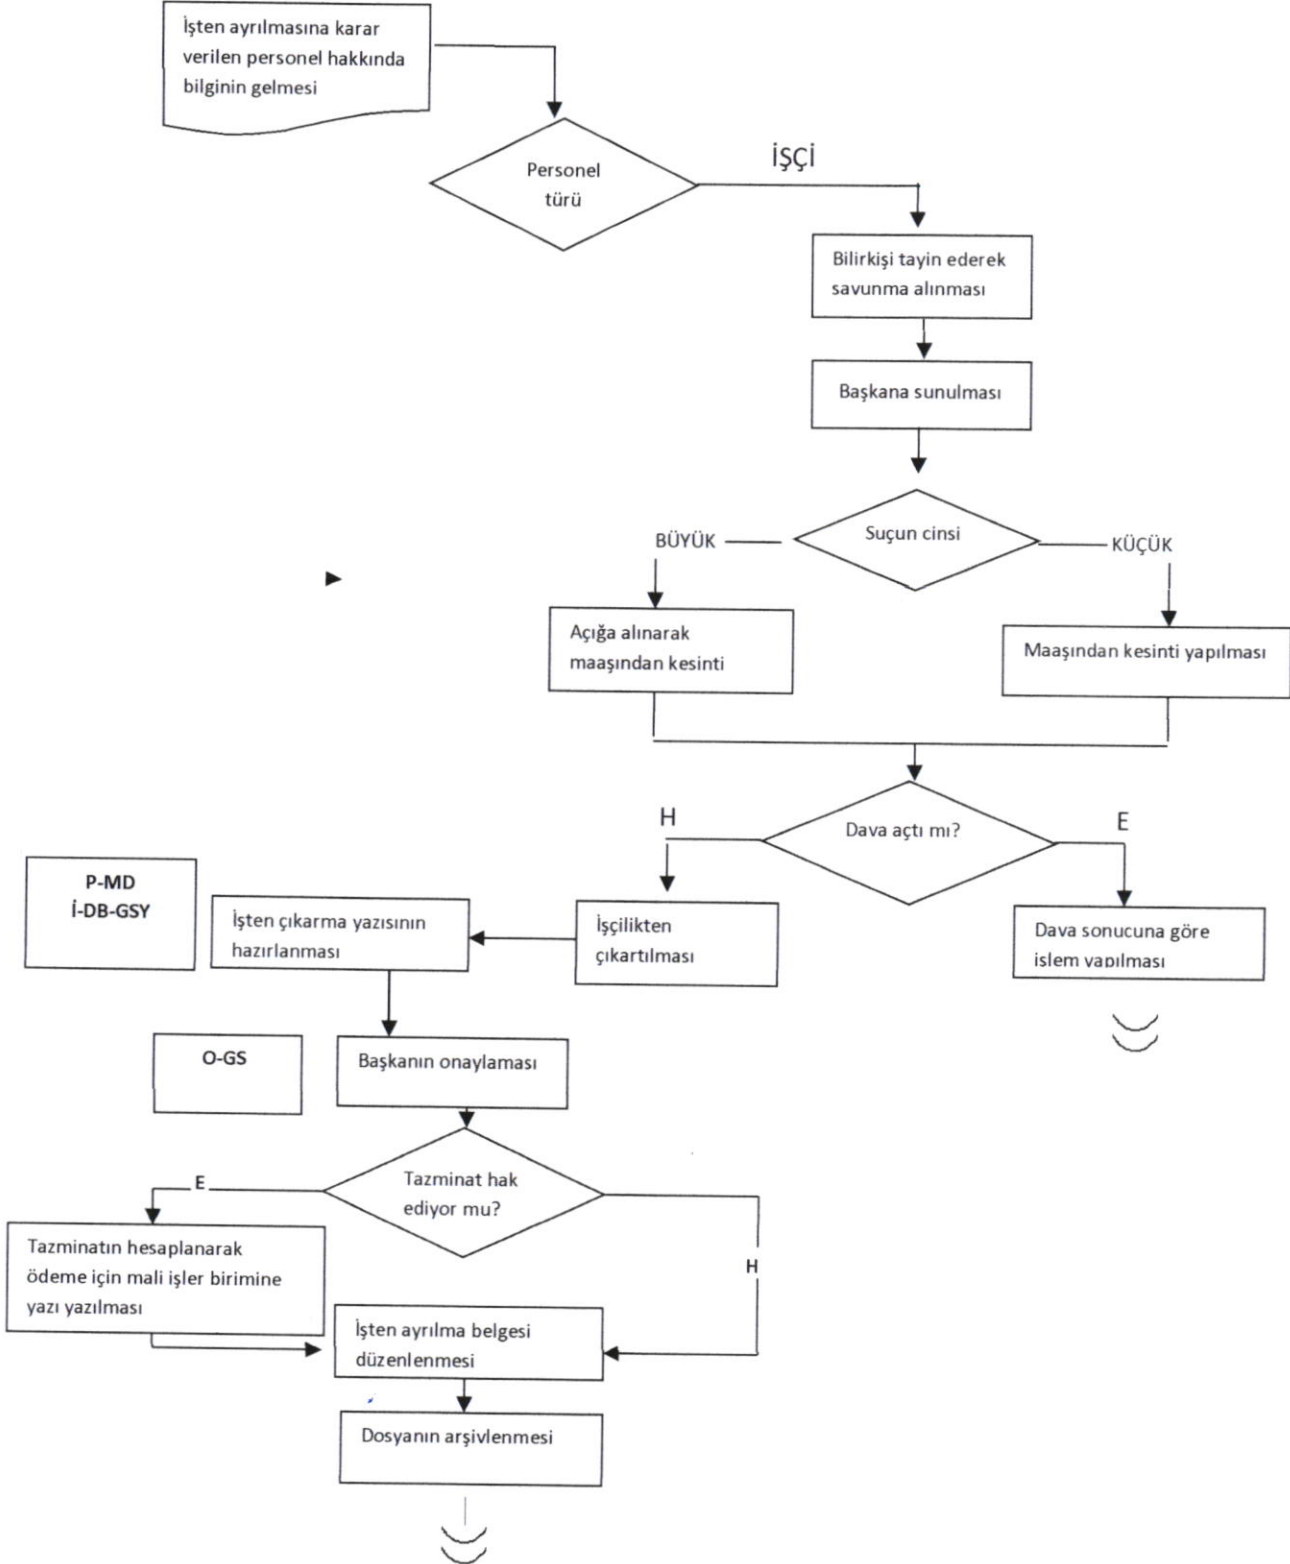 İşten ayrılmasına karar
verilen personel hakkında
bilginin gelmesi
Personel
türü
İŞÇİ
Bilirkişi tayin ederek
savunma alınması
Başkana sunulması
Suçun cinsi
BÜYÜK
KÜÇÜK
Açığa alınarak
maaşından kesinti
Maaşından kesinti yapılması
Dava açtı mı?
H
E
P-MD
İ-DB-GSY
İşten çıkarma yazısının
hazırlanması
İşçilikten
çıkartılması
Dava sonucuna göre
işlem yapılması
O-GS
Başkanın onaylaması
Tazminat hak
ediyor mu?
E
H
Tazminatın hesaplanarak
ödeme için mali işler birimine
yazı yazılması
İşten ayrılma belgesi
düzenlenmesi
Dosyanın arşivlenmesi